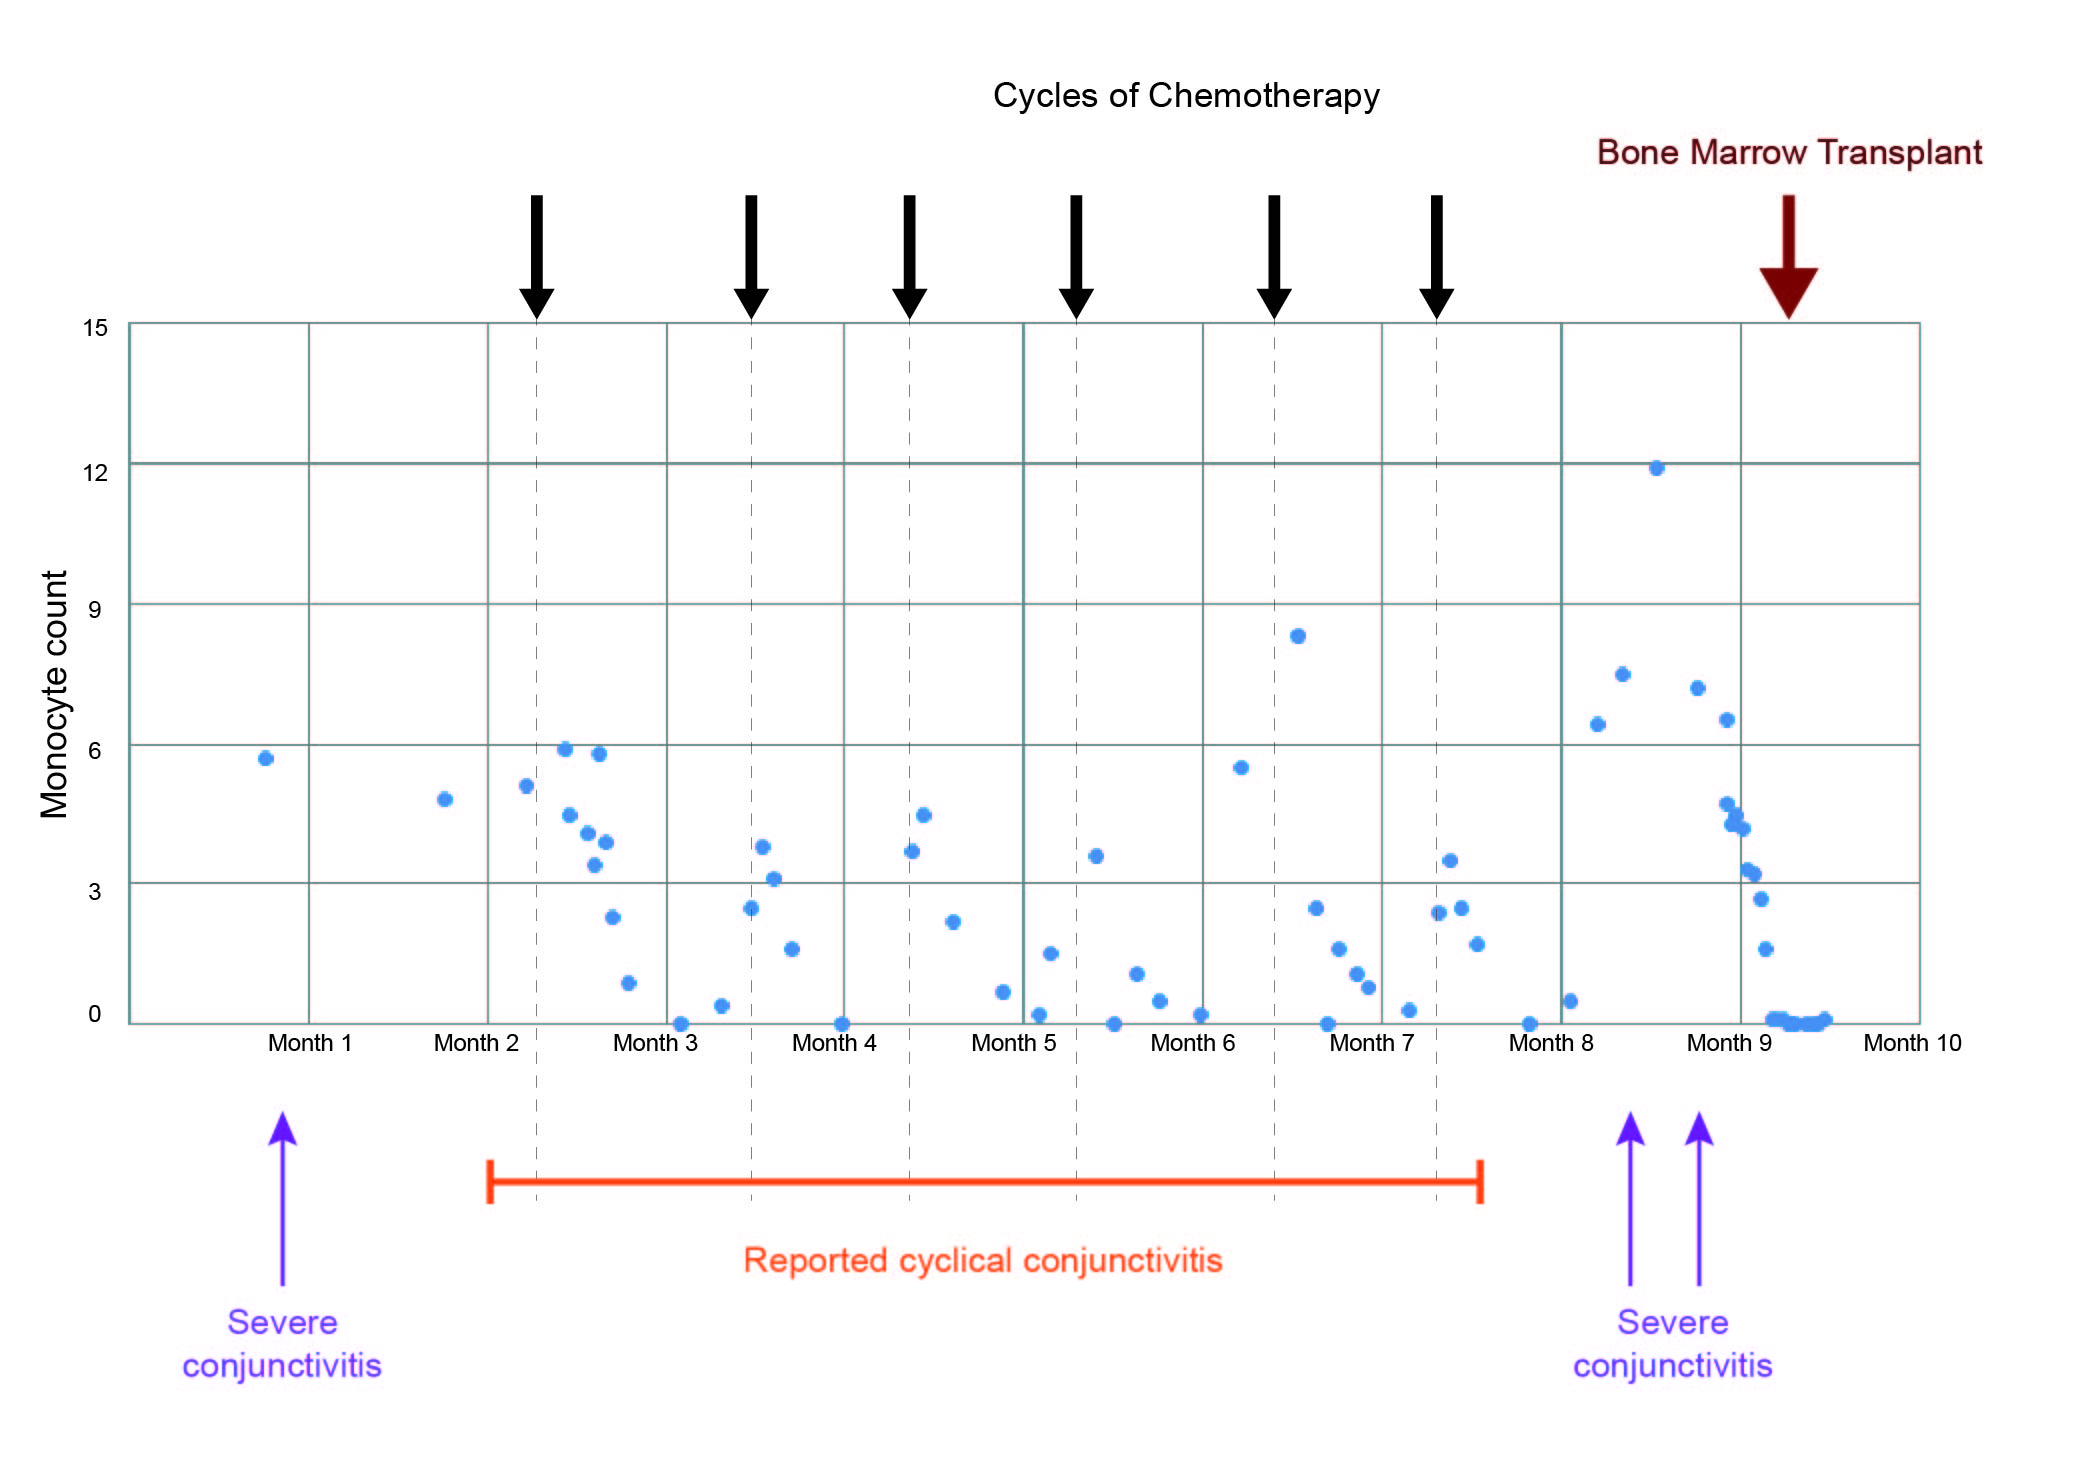 Cycles of Chemotherapy
Bone Marrow Transplant
15
12
9
6
3
0
Monocyte count
Month 1 Month 2 Month 3 Month 4 Month 5 Month 6 Month 7 Month 8 Month 9 Month 10
Reported cyclical conjunctivitis
Severe
conjunctivitis
Severe
conjunctivitis